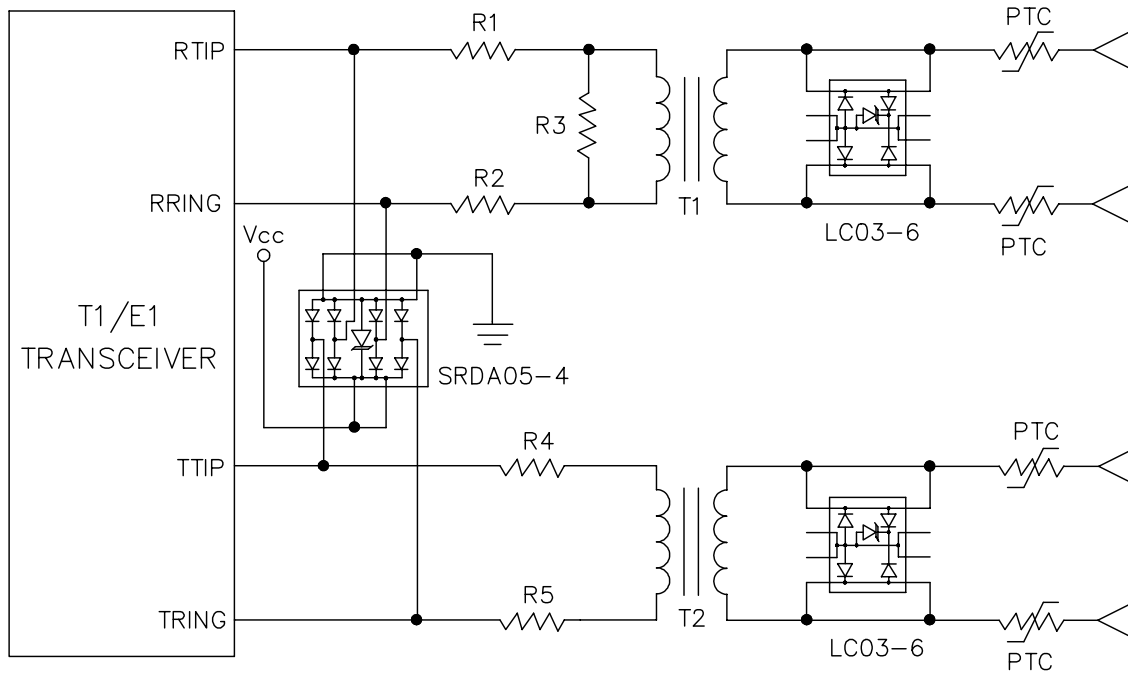 PTC
R1
RTIP
R3
R2
RRING
T1
LC03-6
PTC
Vcc
T1/E1
TRANSCEIVER
SRDA05-4
PTC
R4
TTIP
R5
TRING
T2
LC03-6
PTC